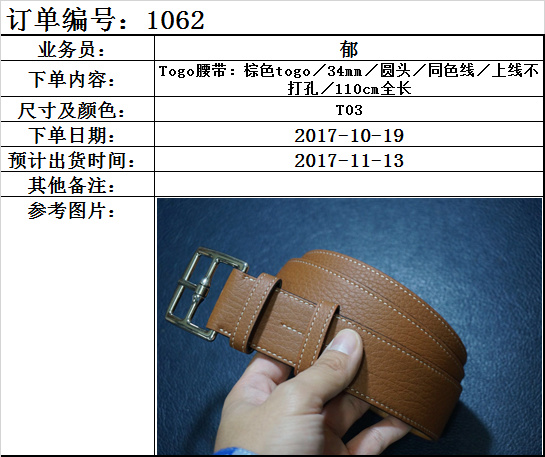 订单编号：1062
业务员： 郁
下单内容： Togo腰带：棕色togo／34mm／圆头／同色线／上线不
打孔／110cm全长
尺寸及颜色： T03
下单日期： 2017-10-19
预计出货时间： 2017-11-13
其他备注：
参考图片：